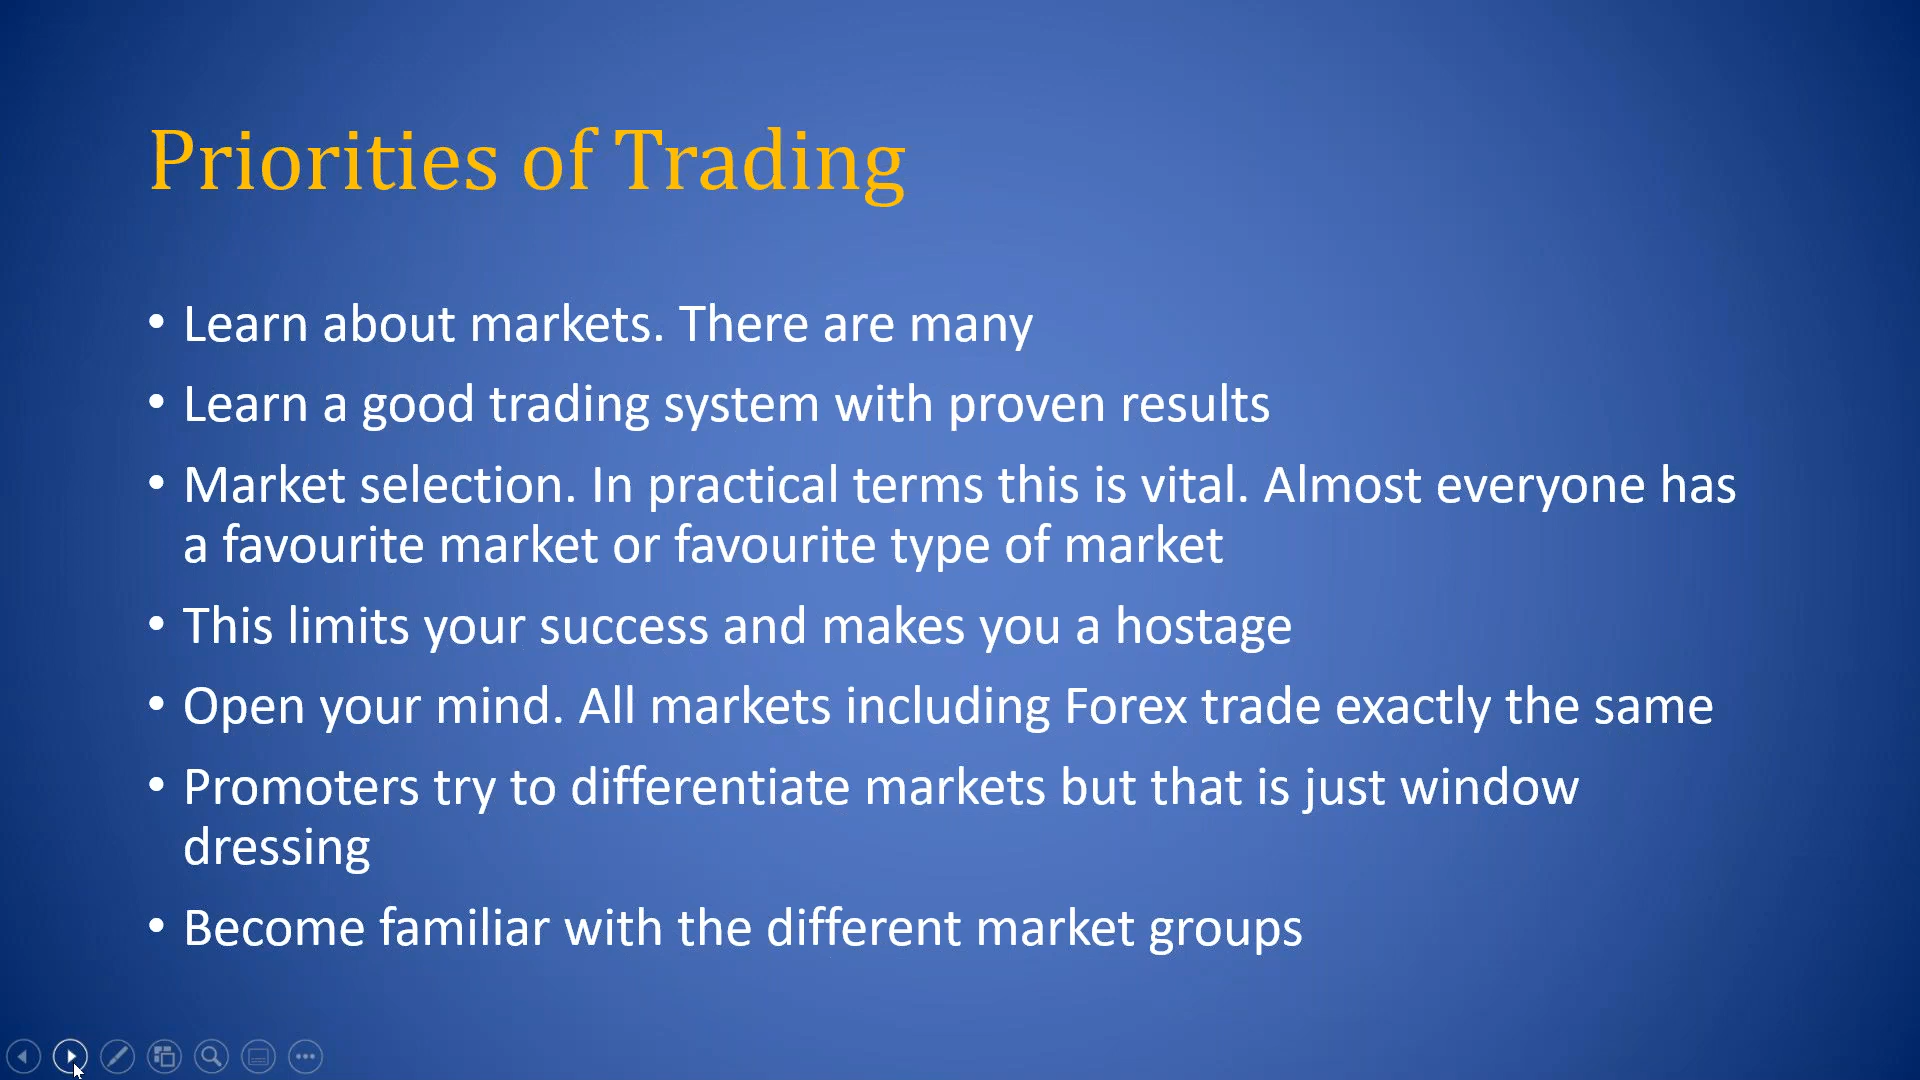 Priorities of Trading
• Learn about markets. There are many
• Learn a good trading system with proven results
• Market selection. In practical terms this is vital. Almost everyone has
a favourite market or favourite type of market
• This limits your success and makes you a hostage
• Open your mind. All markets including Forex trade exactly the same
• Promoters try to differentiate markets but that is just window
dressing
• Become familiar with the different market groups